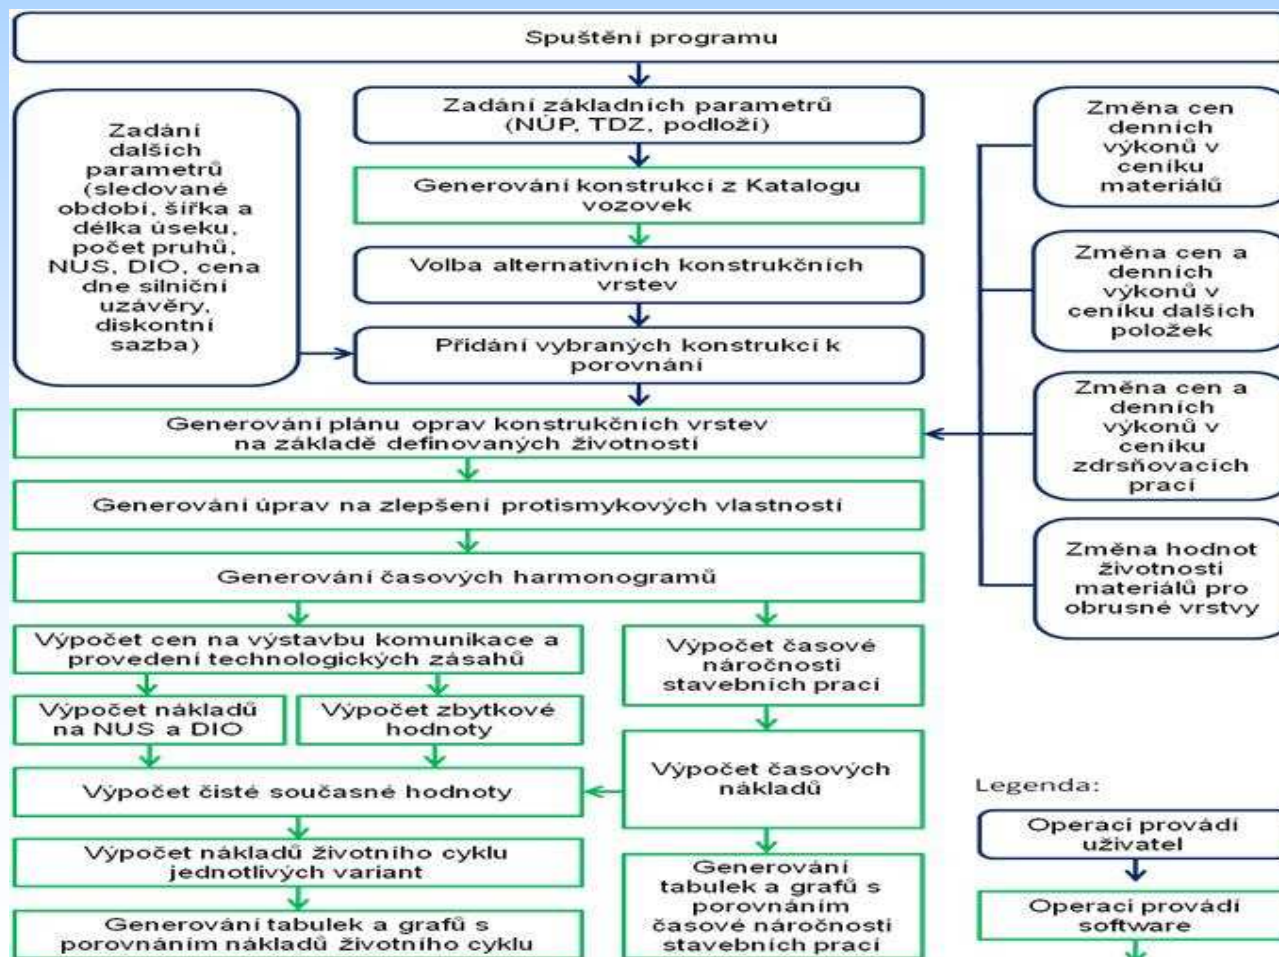 Spuštění programu
Zadání základních parametrů
(NÚP, TDZ, podloží)
Generování konstrukcí z Katalogu
vozovek
Volba alternativních konstrukčních
vrstev
Přidání vybraných konstrukcí k
porovnání
Zadání
dalších
parametrů
(sledované
období, šířka a
délka úseku,
počet pruhů,
NUS, DIO, cena
dne silniční
uzávěry,
diskontní
sazba)
Změna cen
denních
výkonů v
ceníku
materiálů
Změna cen a
denních
výkonů v
ceníku dalších
položek
Změna cen a
denních
výkonů v
ceníku
zdrsňovacích
prací
Změna hodnot
životnosti
materiálů pro
obrusné vrstvy
Generování plánu oprav konstrukčních vrstev
na základě definovaných životností
Generování úprav na zlepšení protismykových vlastností
Generování časových harmonogramů
Výpočet cen na výstavbu komunikace a
provedení technologických zásahů
Výpočet nákladů
na NUS a DIO
Výpočet zbytkové
hodnoty
Výpočet čisté současné hodnoty
Výpočet nákladů životního cyklu
jednotlivých variant
Generování tabulek a grafů s
porovnáním nákladů životního cyklu
Výpočet časové
náročnosti
stavebních prací
Výpočet časových
nákladů
Generování
tabulek a grafů s
porovnáním
časové náročnosti
stavebních prací
Legenda:
Operaci provádí
uživatel
Operaci provádí
software